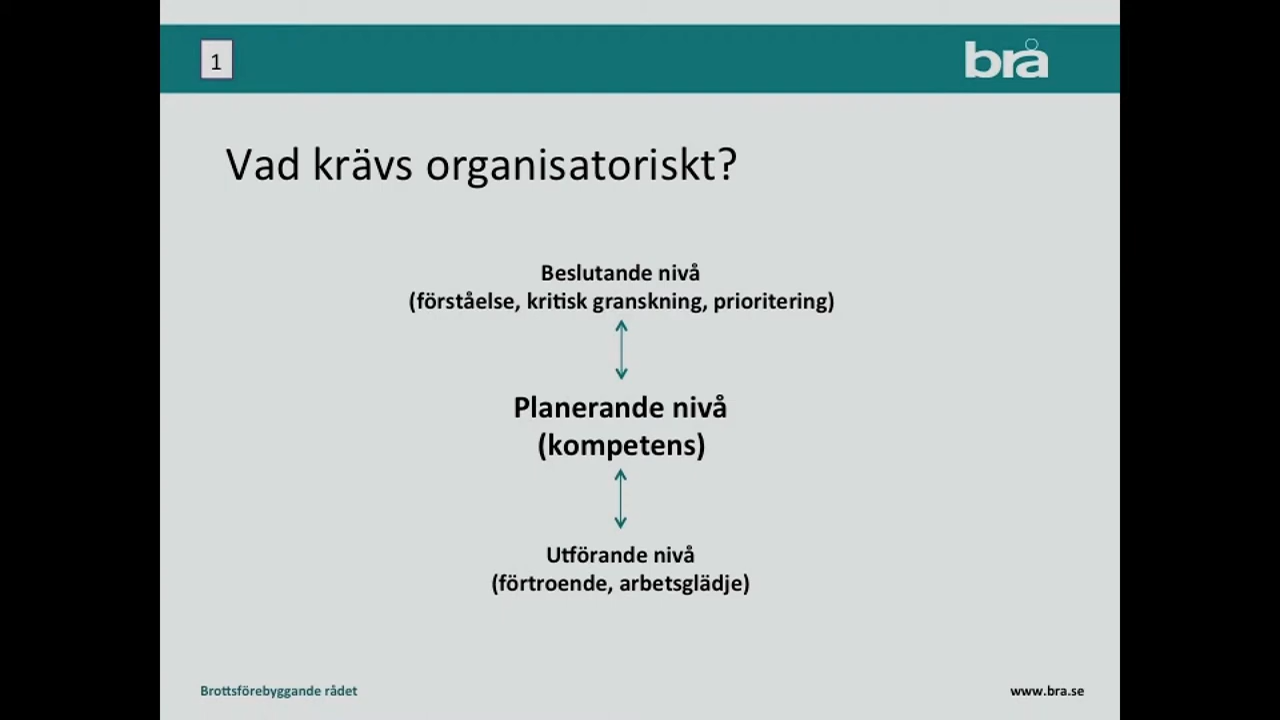 1
brå
Vad krävs organisatoriskt?
Beslutande nivå
(förståelse, kritisk granskning, prioritering)
Planerande nivå
(kompetens)
Utförande nivå
(förtroende, arbetsglädje)
Brottsförebyggande rådet
www.bra.se